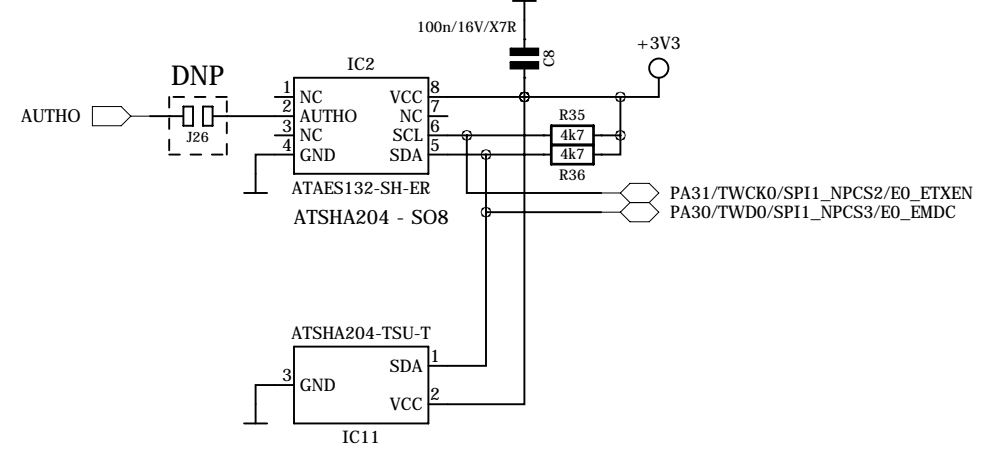 100n/16V/X7R
C8
+3V3
IC2
DNP
AUTHO
J26
1 NC
2 AUTHO
3 NC
4 GND
VCC 8
NC 7
SCL 6
SDA 5
R35
4k7
4k7
R36
ATAES132-SH-ER
ATSHA204 - SO8
PA31/TWCK0/SPI1_NPCS2/E0_ETXEN
PA30/TWD0/SPI1_NPCS3/E0_EMDC
ATSHA204-TSU-T
SDA 1
3 GND
VCC 2
IC11